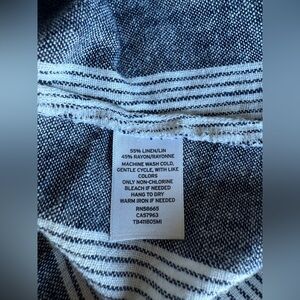 55% LINEN/LIN
45% RAYON/RAYONNE
MACHINE WASH COLD,
GENTLE CYCLE, WITH LIKE
COLORS
ONLY NON-CHLORINE
BLEACH IF NEEDED
HANG TO DRY
WARM IRON IF NEEDED
RN58665
CA57963
TB411B05MI